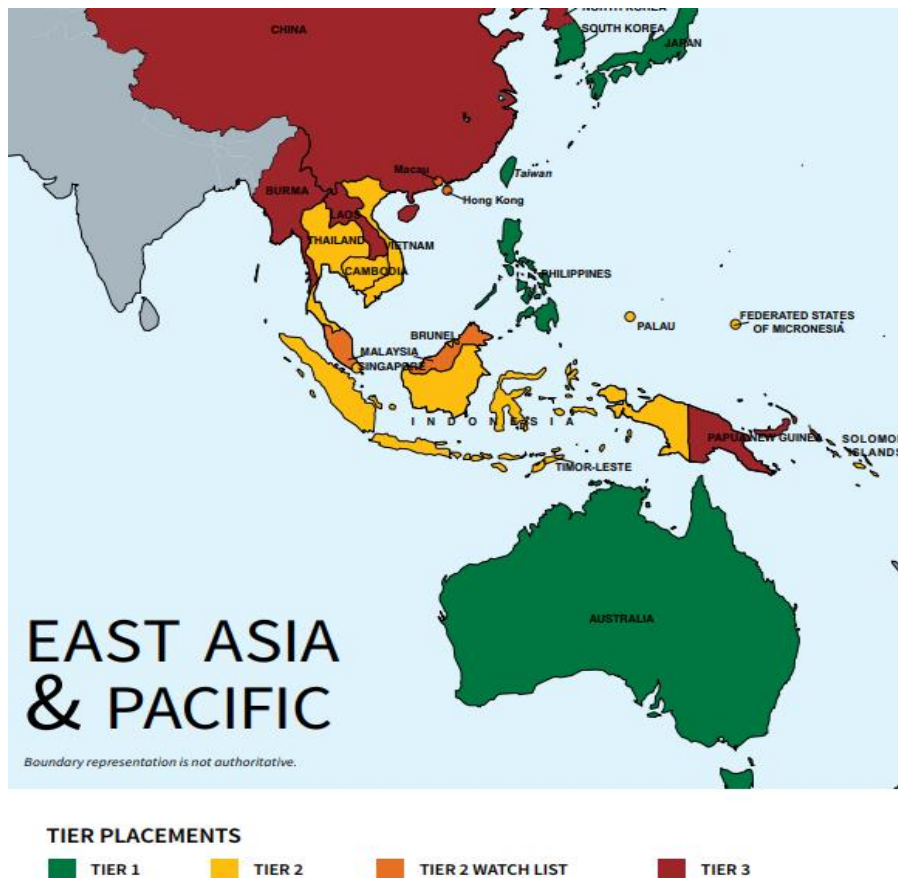 NORTH KOREA
CHINA
SOUTH KOREA
JAPAN
Macau
Taiwan
BURMA
Hong Kong
LAOS
THAILAND
VIETNAM
CAMBODIA
PHILIPPINES
PALAU
FEDERATED STATES
OF MICRONESIA
BRUNEI
MALAYSIA
SINGAPORE
INDONESIA
PAPUA NEW GUINEA
SOLOMON
ISLANDS
TIMOR-LESTE
AUSTRALIA
EAST ASIA
& PACIFIC
Boundary representation is not authoritative.
TIER PLACEMENTS
TIER 1 TIER 2 TIER 2 WATCH LIST TIER 3